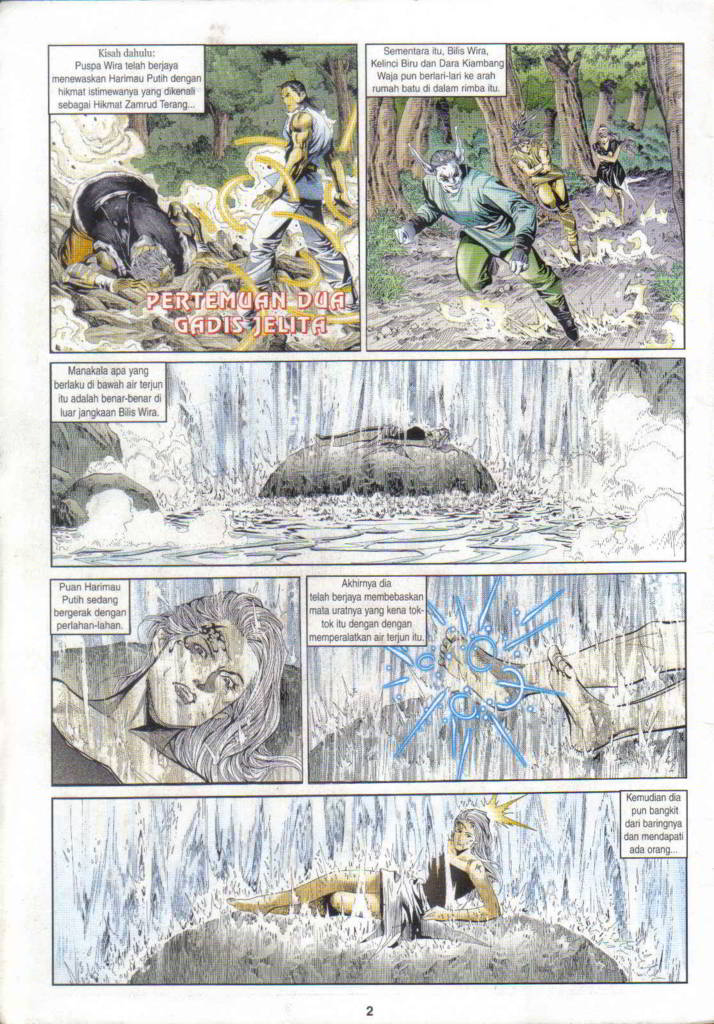 Kisah dahulu:
Puspa Wira telah berjaya
menewaskan Harimau Putih dengan
hikmat istimewanya yang dikenali
sebagai Hikmat Zamrud Terang...
PERTEMUAN DUA
GADIS JELITA
Sementara itu, Bilis Wira,
Kelinci Biru dan Dara Kiambang
Waja pun berlari-lari ke arah
rumah batu di dalam rimba itu.
Manakala apa yang
berlaku di bawah air terjun
itu adalah benar-benar di
luar jangkaan Bilis Wira.
Puan Harimau
Putih sedang
bergerak dengan
perlahan-lahan.
Akhirnya dia
telah berjaya membebaskan
mata uratnya yang kena tok-
tok itu dengan dengan
memperalatkan air terjun itu.
Kemudian dia
pun bangkit
dari baringnya
dan mendapati
ada orang...
2